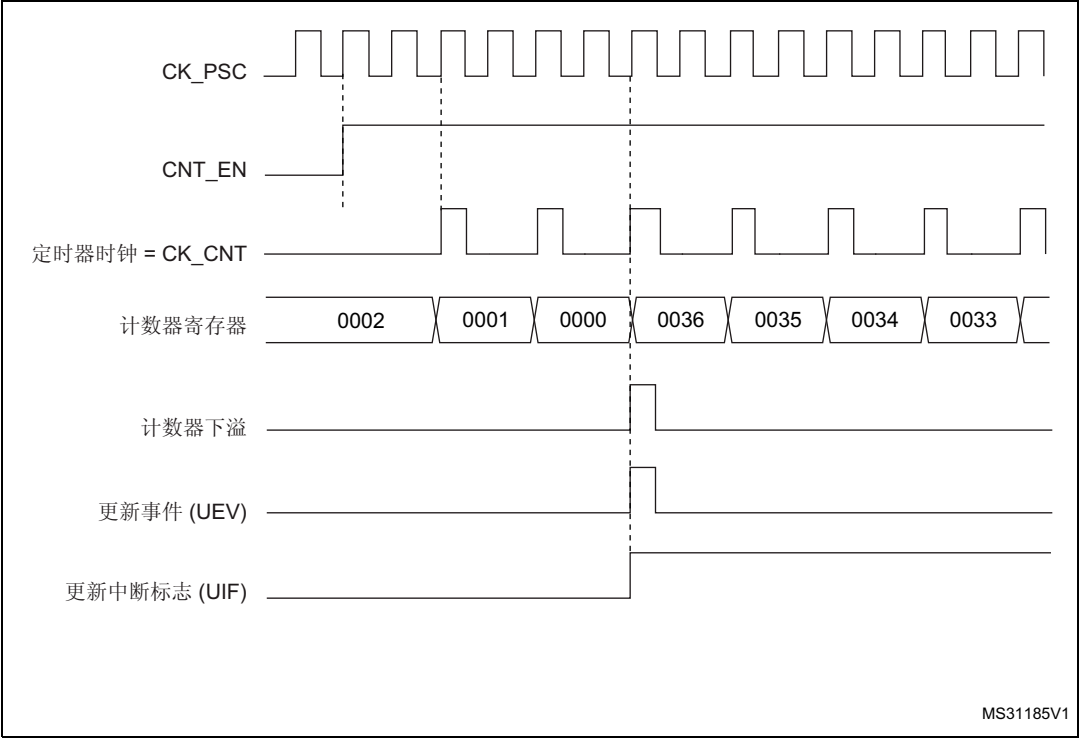 CK_PSC
CNT_EN
定时器时钟 = CK_CNT
计数器寄存器 0002 0001 0000 0036 0035 0034 0033
计数器下溢
更新事件 (UEV)
更新中断标志 (UIF)
MS31185V1